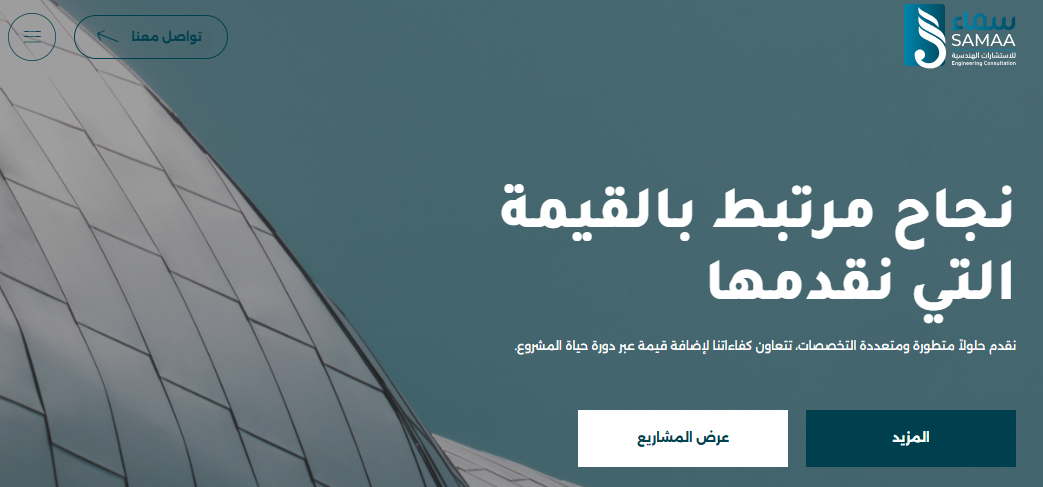 سماء
SAMAA
للاستشارات الهندسية
Engineering Consultation
تواصل معنا
نجاح مرتبط بالقيمة
التي نقدمها
نقدم حلولاً متطورة ومتعددة التخصصات، تتعاون كفاءاتنا لإضافة قيمة عبر دورة حياة المشروع.
المزيد
عرض المشاريع